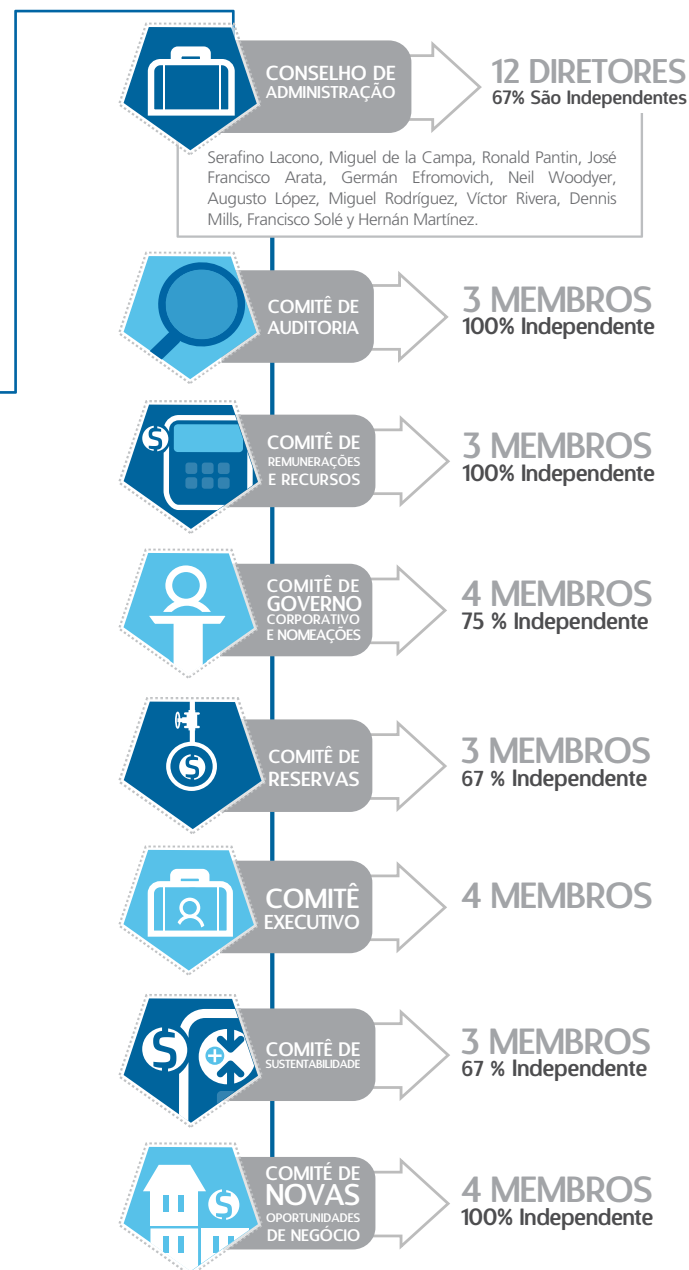 CONSELHO DE
ADMINISTRAÇÃO
12 DIRETORES
67% São Independentes
Serafino Lacono, Miguel de la Campa, Ronald Pantin, José
Francisco Arata, Germán Efromovich, Neil Woodyer,
Augusto López, Miguel Rodríguez, Víctor Rivera, Dennis
Mills, Francisco Solé y Hernán Martínez.
COMITÊ DE
AUDITORIA
3 MEMBROS
100% Independente
$
COMITÊ DE
REMUNERAÇÕES
E RECURSOS
3 MEMBROS
100% Independente
COMITÊ DE
GOVERNO
CORPORATIVO
E NOMEAÇÕES
4 MEMBROS
75 % Independente
$
COMITÊ DE
RESERVAS
3 MEMBROS
67 % Independente
COMITÊ
EXECUTIVO
4 MEMBROS
$
COMITÊ DE
SUSTENTABILIDADE
3 MEMBROS
67 % Independente
$
COMITÉ DE
NOVAS
OPORTUNIDADES
DE NEGÓCIO
4 MEMBROS
100% Independente